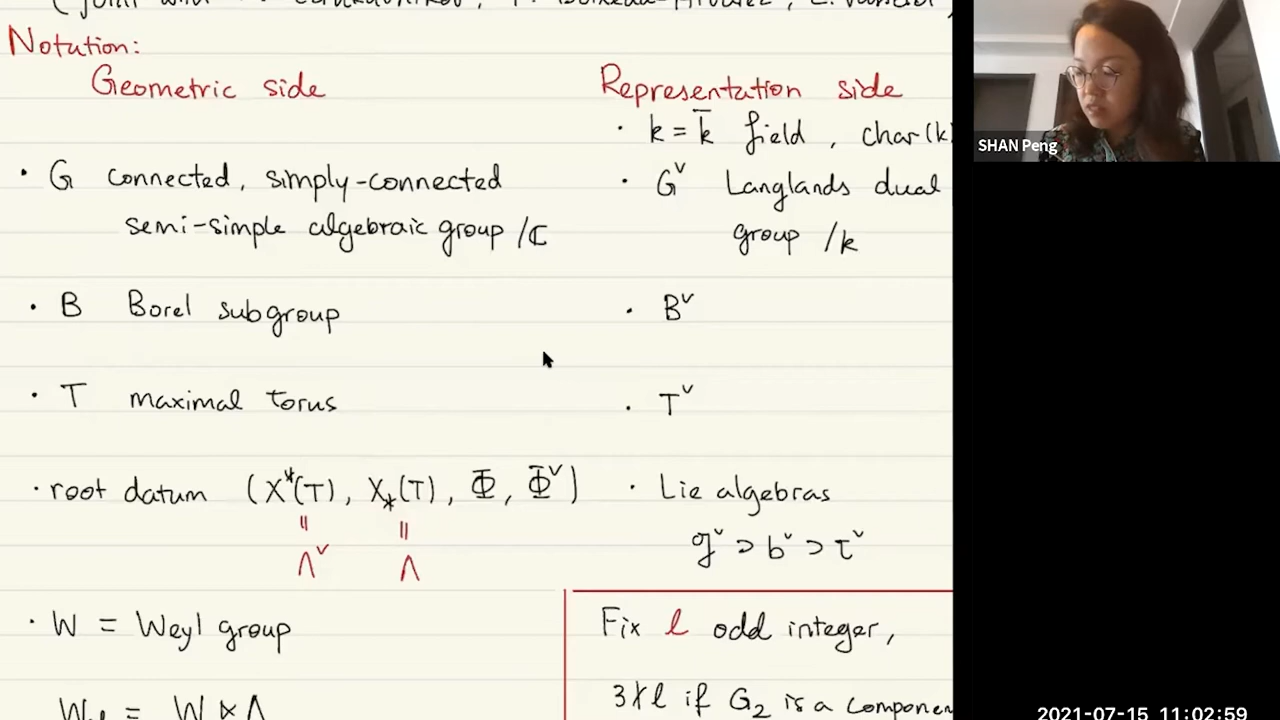 Notation:
Geometric side
Representation side
· k = k̄ field , char(k)
· G connected, simply-connected
semi-simple algebraic group /ℂ
· G^v Langlands dual
group /k
· B Borel subgroup
· B^v
· T maximal torus
· T^v
· root datum (X*(T), X_*(T), Φ, Φ^v)
= =
Λ^v Λ
· Lie algebras
g^v ⊃ b^v ⊃ t^v
· W = Weyl group
Fix l odd integer,
3∤l if G₂ is a componen
W ⋉ Λ
SHAN Peng
2021-07-15 11:02:59